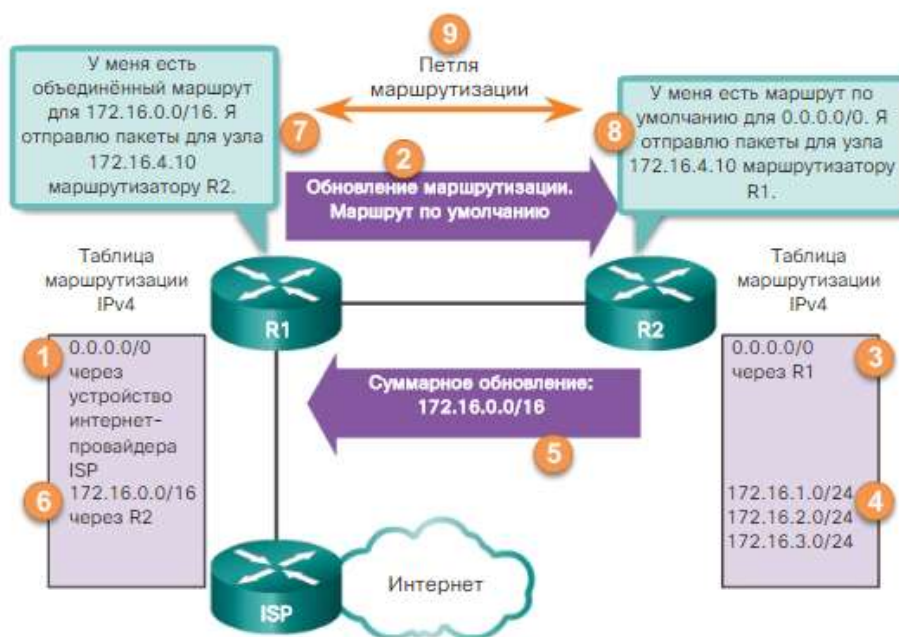 9
Петля
маршрутизации
У меня есть
объединённый маршрут
для 172.16.0.0/16. Я
отправлю пакеты для узла
172.16.4.10
маршрутизатору R2.
7
У меня есть маршрут по
умолчанию для 0.0.0.0/0. Я
отправлю пакеты для узла
172.16.4.10 маршрутизатору
R1.
8
2
Обновление маршрутизации.
Маршрут по умолчанию
Таблица
маршрутизации
IPv4
R1
R2
Таблица
маршрутизации
IPv4
1
0.0.0.0/0
через
устройство
интернет-
провайдера
ISP
6
172.16.0.0/16
через R2
Суммарное обновление:
172.16.0.0/16
5
0.0.0.0/0
через R1
3
172.16.1.0/24
172.16.2.0/24
172.16.3.0/24
4
ISP
Интернет